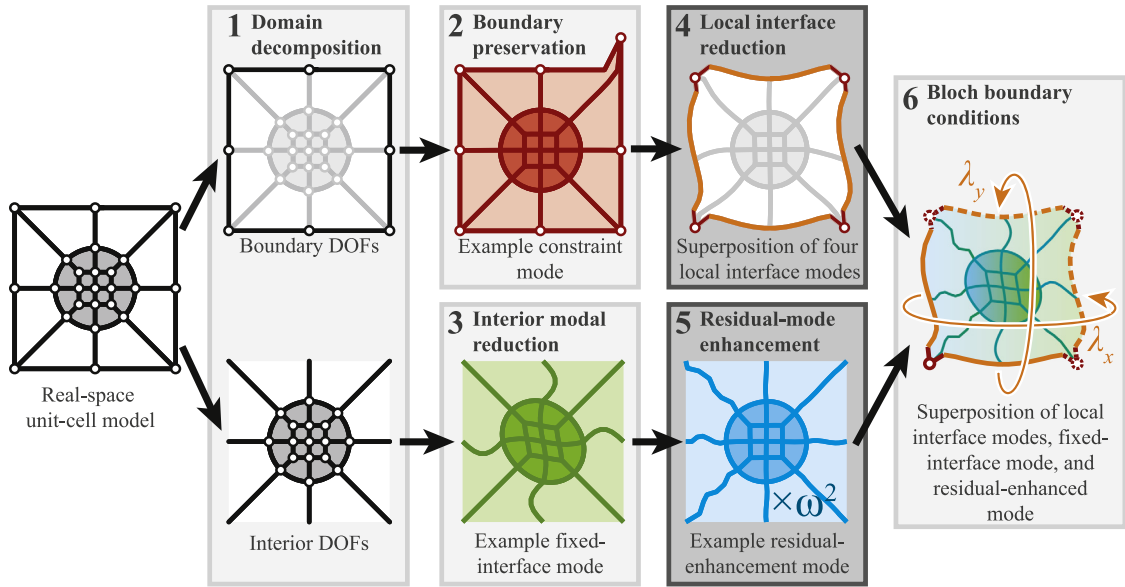 Real-space
unit-cell model
1 Domain
decomposition
Boundary DOFs
Interior DOFs
2 Boundary
preservation
Example constraint
mode
3 Interior modal
reduction
Example fixed-
interface mode
4 Local interface
reduction
Superposition of four
local interface modes
5 Residual-mode
enhancement
×ω²
Example residual-
enhancement mode
6 Bloch boundary
conditions
λy
λx
Superposition of local
interface modes, fixed-
interface mode, and
residual-enhanced
mode